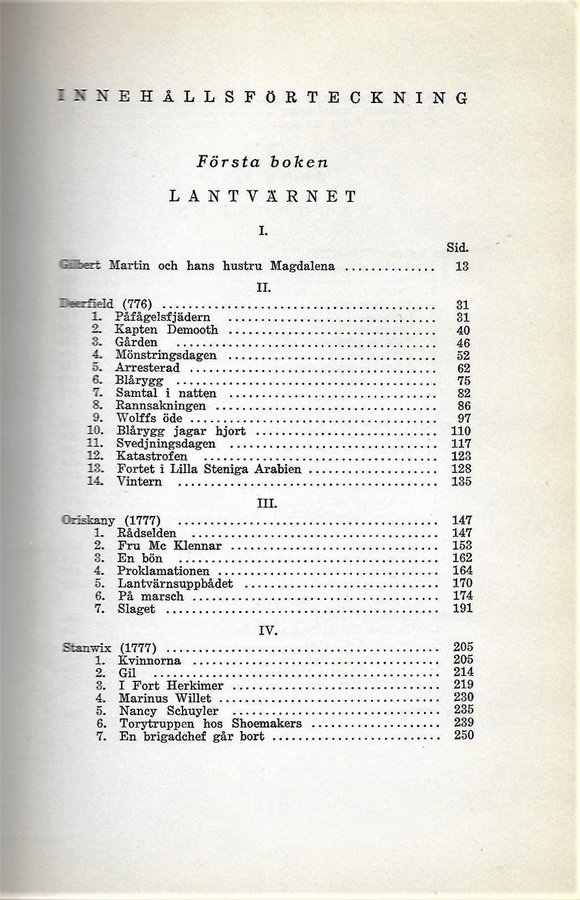 INNEHÅLLSFÖRTECKNING
Första boken
LANTVÄRNET
I.
Sid.
Gilbert Martin och hans hustru Magdalena .............. 13
II.
Deerfield (776) ........................................ 31
1. Påfågelsfjädern .............................. 31
2. Kapten Demooth .............................. 40
3. Gården ...................................... 46
4. Mönstringsdagen .............................. 52
5. Arresterad .................................... 62
6. Blårygg ...................................... 75
7. Samtal i natten .............................. 82
8. Rannsakningen ................................ 86
9. Wolffs öde .................................... 97
10. Blårygg jagar hjort .......................... 110
11. Svedjningsdagen .............................. 117
12. Katastrofen .................................. 123
13. Fortet i Lilla Steniga Arabien ................... 128
14. Vintern ...................................... 135
III.
Oriskany (1777) ...................................... 147
1. Rådselden .................................... 147
2. Fru Mc Klennar .............................. 153
3. En bön ...................................... 162
4. Proklamationen ................................ 164
5. Lantvärnsuppbådet ............................ 170
6. På marsch .................................... 174
7. Slaget ........................................ 191
IV.
Stanwix (1777) ........................................ 205
1. Kvinnorna .................................... 205
2. Gil .......................................... 214
3. I Fort Herkimer .............................. 219
4. Marinus Willet ................................ 230
5. Nancy Schuyler .............................. 235
6. Torytruppen hos Shoemakers ................... 239
7. En brigadchef går bort ........................ 250